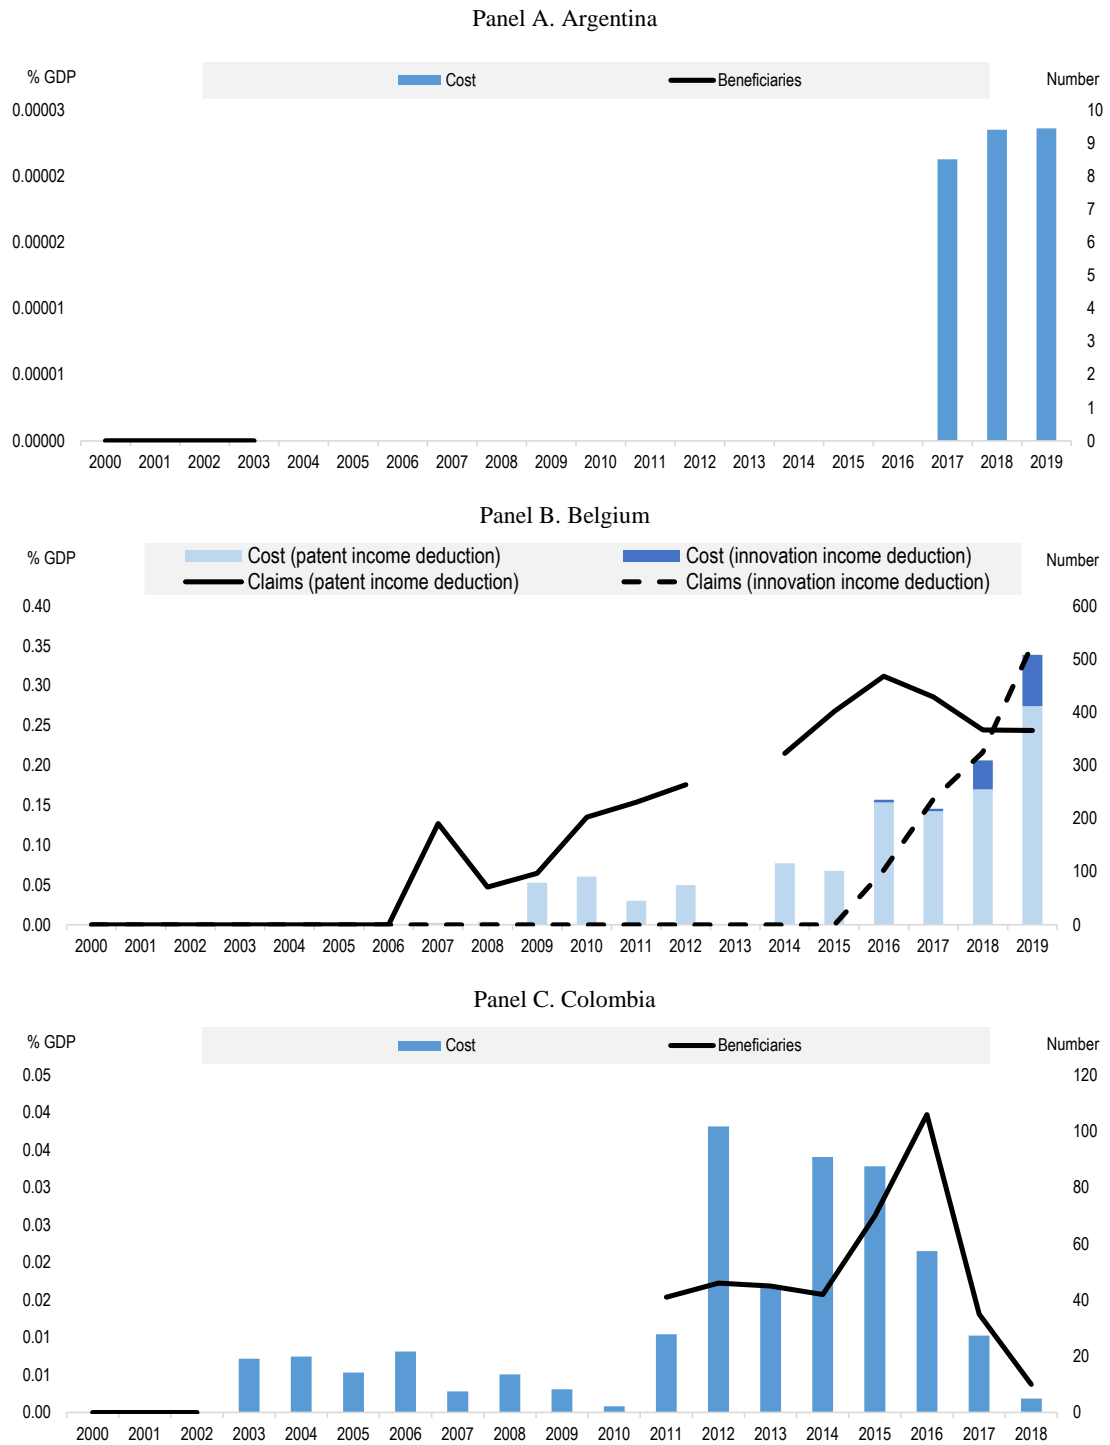 Panel A. Argentina
% GDP
Cost
Beneficiaries
Number
0.00003
0.00002
0.00002
0.00001
0.00001
0.00000
10
9
8
7
6
5
4
3
2
1
0
2000 2001 2002 2003 2004 2005 2006 2007 2008 2009 2010 2011 2012 2013 2014 2015 2016 2017 2018 2019
Panel B. Belgium
% GDP
Cost (patent income deduction)
Cost (innovation income deduction)
Claims (patent income deduction)
Claims (innovation income deduction)
Number
0.40
0.35
0.30
0.25
0.20
0.15
0.10
0.05
0.00
600
500
400
300
200
100
0
2000 2001 2002 2003 2004 2005 2006 2007 2008 2009 2010 2011 2012 2013 2014 2015 2016 2017 2018 2019
Panel C. Colombia
% GDP
Cost
Beneficiaries
Number
0.05
0.04
0.04
0.03
0.03
0.02
0.02
0.01
0.01
0.00
120
100
80
60
40
20
0
2000 2001 2002 2003 2004 2005 2006 2007 2008 2009 2010 2011 2012 2013 2014 2015 2016 2017 2018